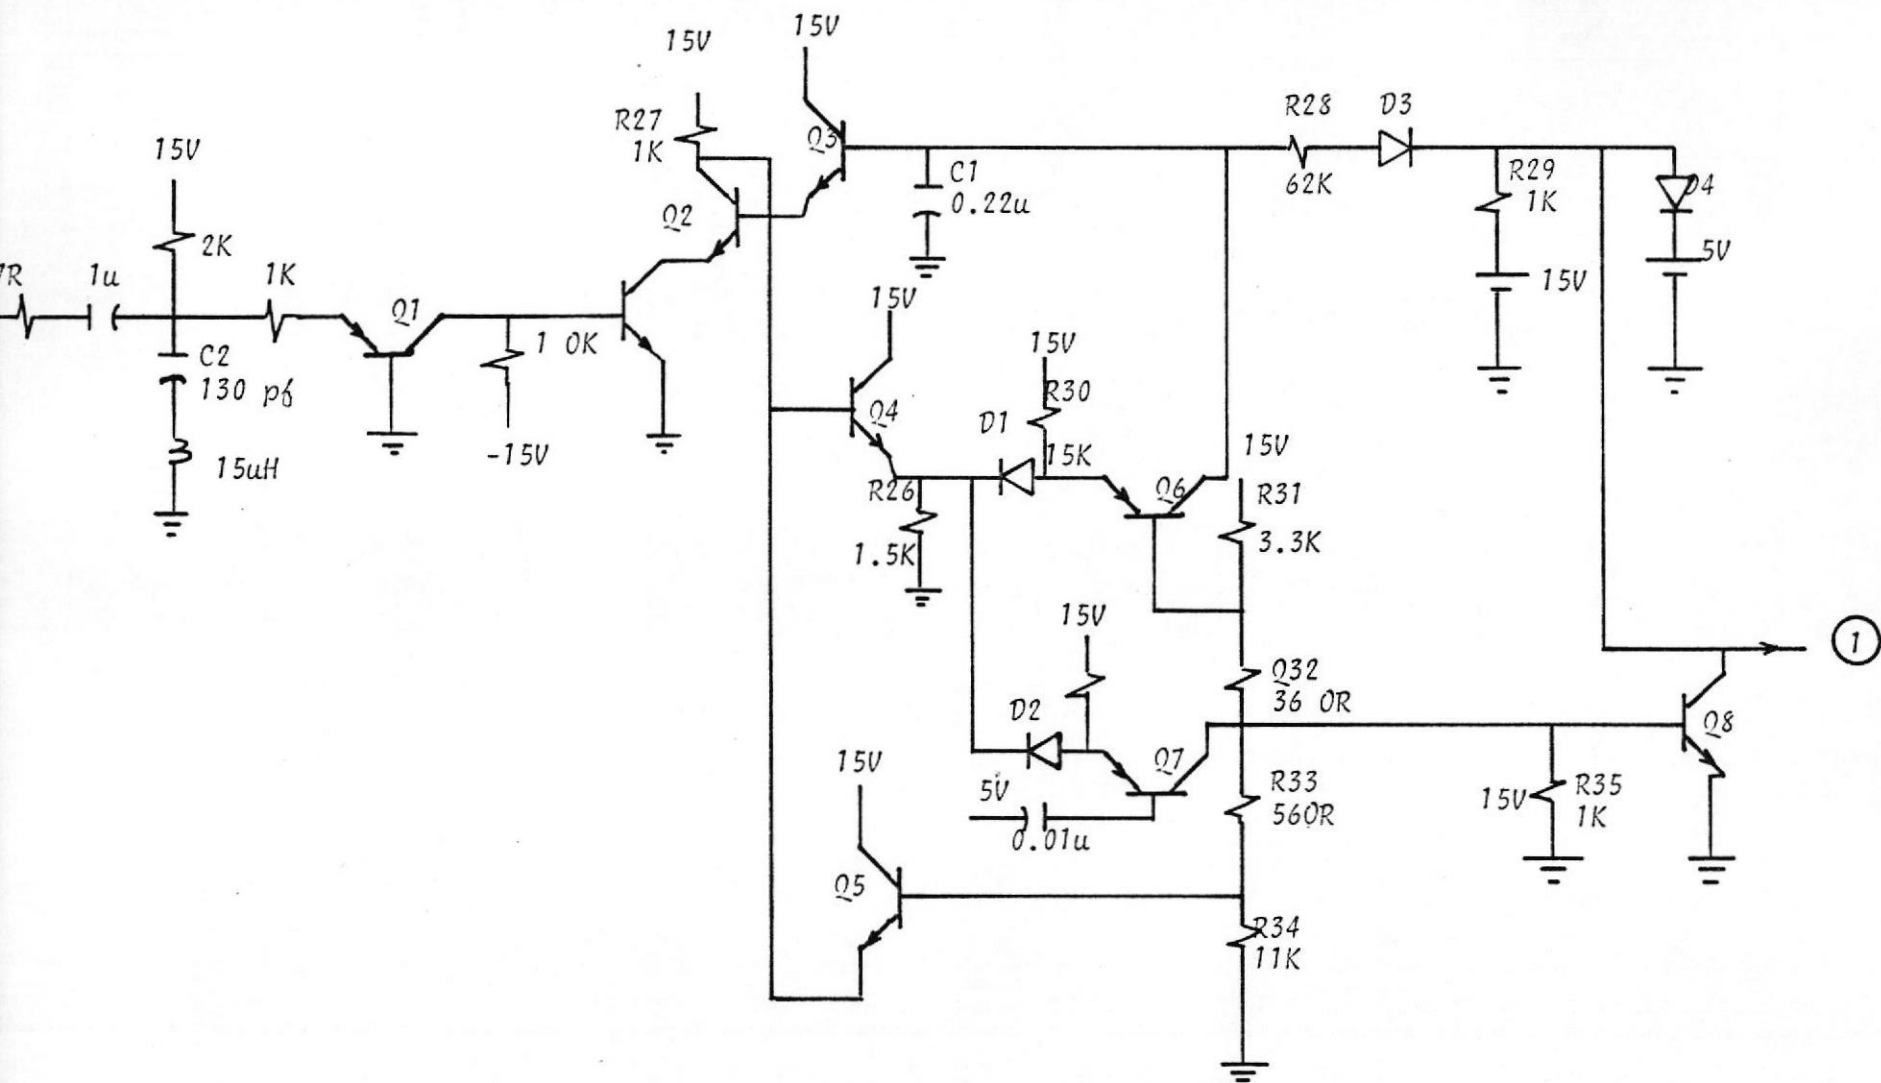 15V
15V
R27
1K
Q3
R28
D3
62K
15V
C1
0.22u
R29
1K
D4
Q2
2K
5V
1u
1K
15V
Q1
15V
1 0K
C2
130 pf
-15V
15uH
15V
R30
Q4
D1
15K
15V
Q6
R31
R26
3.3K
1.5K
15V
1
Q32
36 0R
D2
Q7
Q8
15V
5V
R33
560R
15V
R35
1K
0.01u
Q5
R34
11K